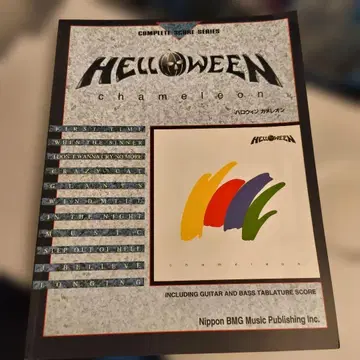 COMPLETE SCORE SERIES
HELLOWEEN
chameleon
ハロウィン カメレオン
FIRST TIME
WHEN THE SINNER
I DON'T WANNA CRY NO MORE
CRAZY CAT
GIANTS
WINDMILL
IN THE NIGHT
MUSIC
STEP OUT OF HELL
I BELIEVE
LONGING
HELLOWEEN
chameleon
INCLUDING GUITAR AND BASS TABLATURE SCORE
Nippon BMG Music Publishing Inc.